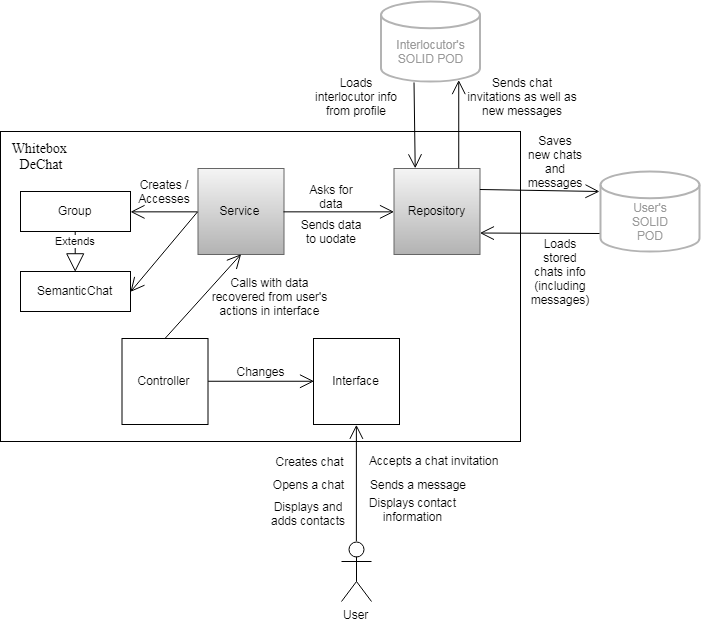 Interlocutor's
SOLID POD
Loads
interlocutor info
from profile
Sends chat
invitations as well as
new messages
Whitebox
DeChat
Saves
new chats
and
messages
Creates /
Accesses
Group
Service
Asks for
data
Sends data
to uodate
Repository
User's
SOLID
POD
Extends
SemanticChat
Loads
stored
chats info
(including
messages)
Calls with data
recovered from user's
actions in interface
Controller
Changes
Interface
Creates chat
Opens a chat
Displays and
adds contacts
Accepts a chat invitation
Sends a message
Displays contact
information
User